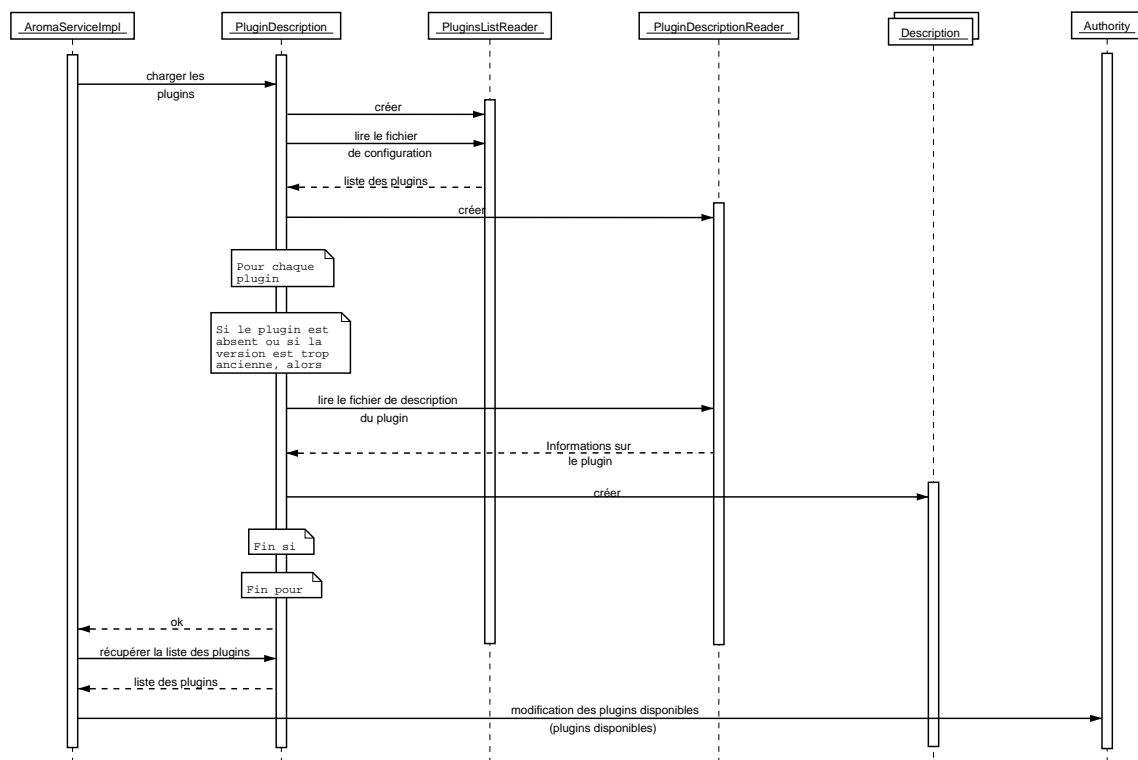 AromaServiceImpl
PluginDescription
PluginsListReader
PluginDescriptionReader
Description
Authority
charger les
plugins
créer
lire le fichier
de configuration
liste des plugins
créer
Pour chaque
plugin
Si le plugin est
absent ou si la
version est trop
ancienne, alors
lire le fichier de description
du plugin
Informations sur
le plugin
créer
Fin si
Fin pour
ok
récupérer la liste des plugins
liste des plugins
modification des plugins disponibles
(plugins disponibles)